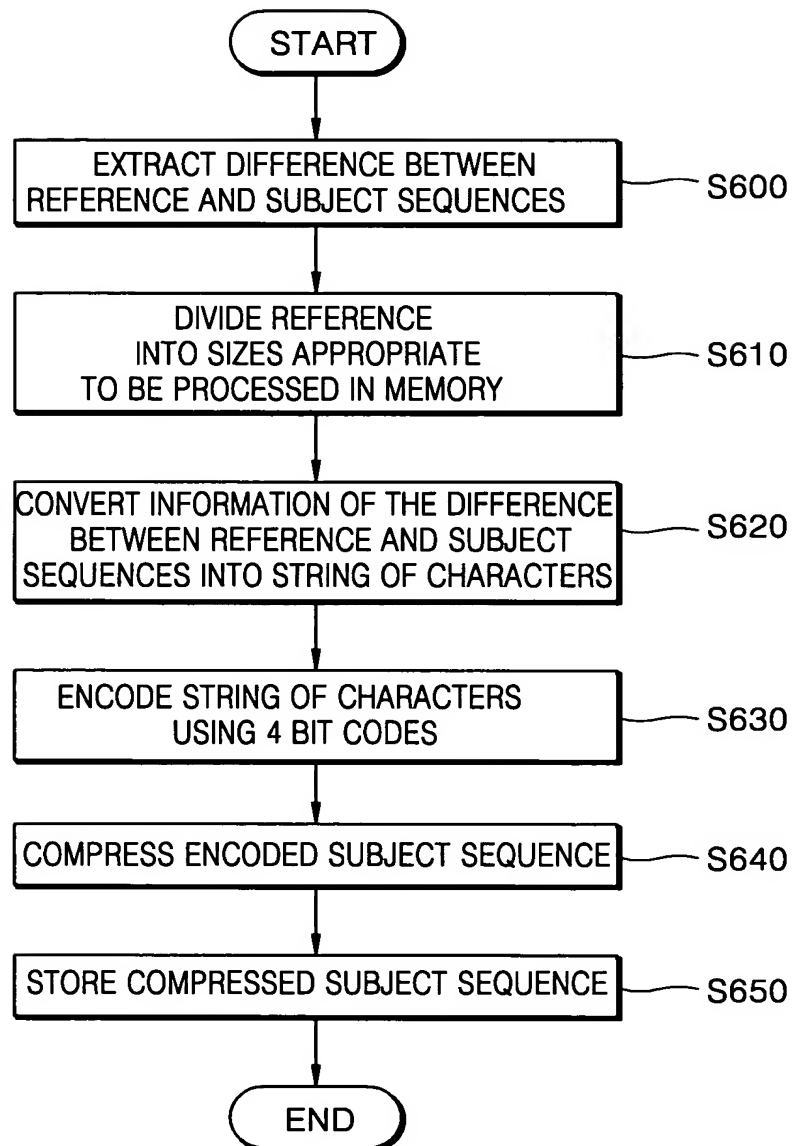 START
EXTRACT DIFFERENCE BETWEEN
REFERENCE AND SUBJECT SEQUENCES
S600
DIVIDE REFERENCE
INTO SIZES APPROPRIATE
TO BE PROCESSED IN MEMORY
S610
CONVERT INFORMATION OF THE DIFFERENCE
BETWEEN REFERENCE AND SUBJECT
SEQUENCES INTO STRING OF CHARACTERS
S620
ENCODE STRING OF CHARACTERS
USING 4 BIT CODES
S630
COMPRESS ENCODED SUBJECT SEQUENCE
S640
STORE COMPRESSED SUBJECT SEQUENCE
S650
END